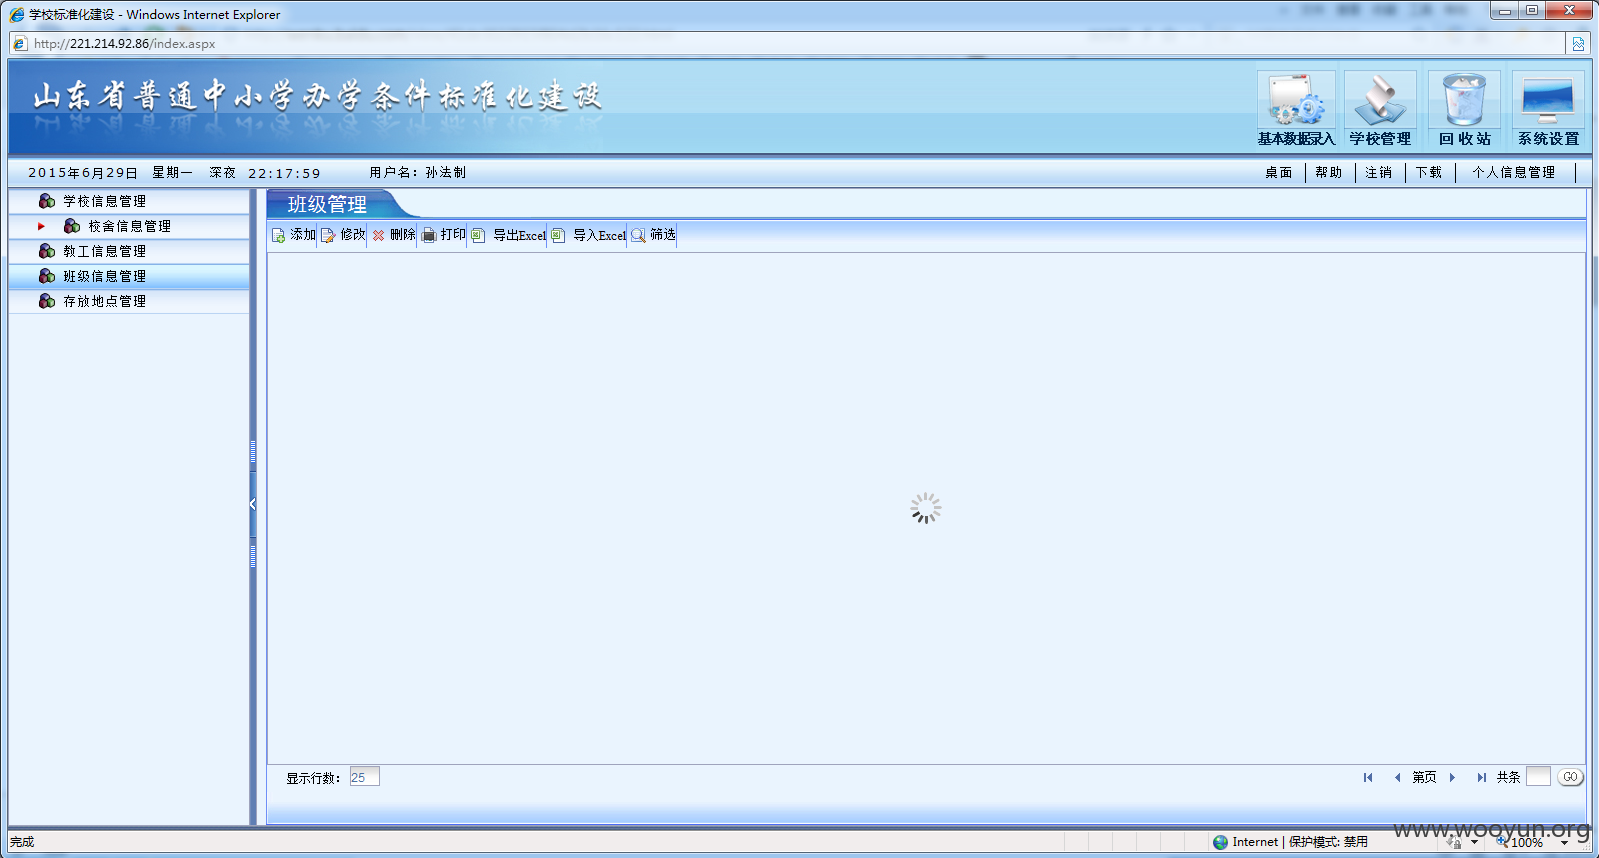 学校标准化建设 - Windows Internet Explorer
http://221.214.92.86/index.aspx
山东省普通中小学办学条件标准化建设
基本数据录入 学校管理 回收站 系统设置
2015年6月29日 星期一 深夜 22:17:59 用户名：孙法制 桌面 帮助 注销 下载 个人信息管理
学校信息管理
校舍信息管理
教工信息管理
班级信息管理
存放地点管理
班级管理
添加 修改 删除 打印 导出Excel 导入Excel 筛选
显示行数： 25 第页 共条 GO
完成 Internet | 保护模式: 禁用 100%
www.wooyun.org